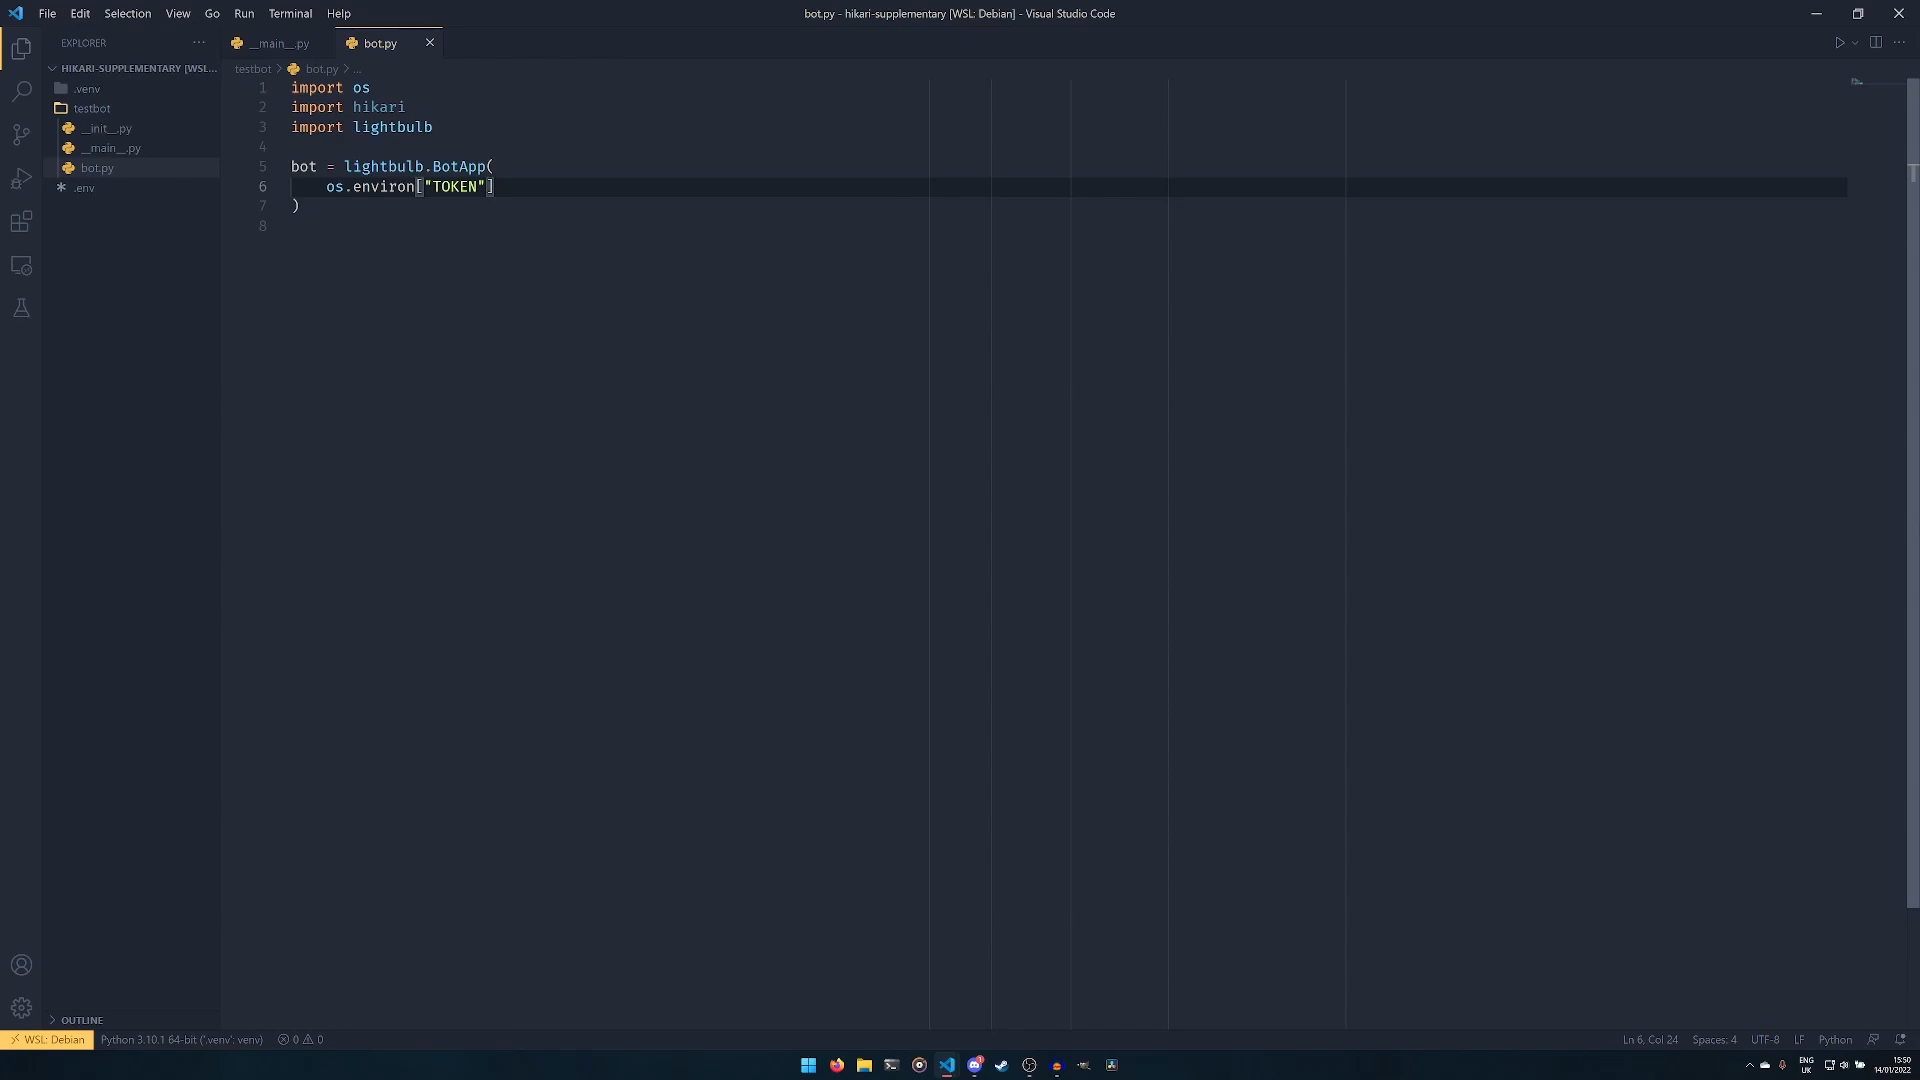 File Edit Selection View Go Run Terminal Help
bot.py - hikari-supplementary [WSL: Debian] - Visual Studio Code
EXPLORER
__main__.py
bot.py
HIKARI-SUPPLEMENTARY [WSL...
.venv
testbot
__init__.py
__main__.py
bot.py
.env
testbot > bot.py > ...
1 import os
2 import hikari
3 import lightbulb
4
5 bot = lightbulb.BotApp(
6 os.environ["TOKEN"]
7 )
8
OUTLINE
WSL: Debian Python 3.10.1 64-bit ('.venv': venv) 0 0
Ln 6, Col 24 Spaces: 4 UTF-8 LF Python
ENG
UK
15:50
14/01/2022